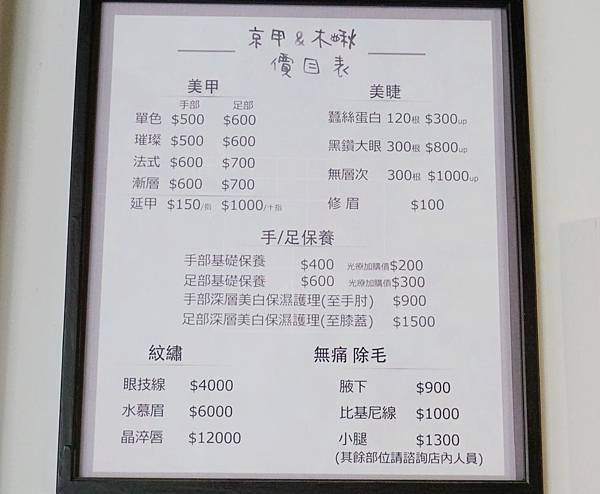 京甲&木啾
價目表
美甲
手部 足部
單色 $500 $600
璀璨 $500 $600
法式 $600 $700
漸層 $600 $700
延甲 $150/指 $1000/十指
美睫
蠶絲蛋白 120根 $300up
黑鑽大眼 300根 $800up
無層次 300根 $1000up
修眉 $100
手/足保養
手部基礎保養 $400 光療加購價$200
足部基礎保養 $600 光療加購價$300
手部深層美白保濕護理(至手肘) $900
足部深層美白保濕護理(至膝蓋) $1500
紋繡
眼技線 $4000
水慕眉 $6000
晶淬唇 $12000
無痛 除毛
腋下 $900
比基尼線 $1000
小腿 $1300
(其餘部位請諮詢店內人員)